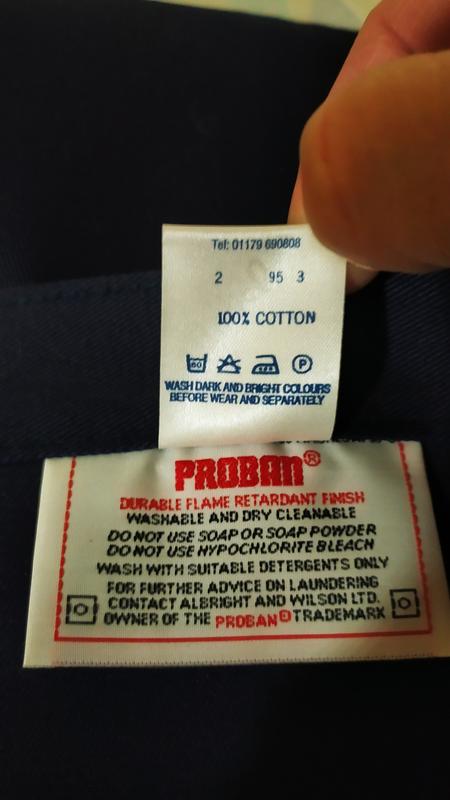 Tel: 01179 690808
2 95 3
100% COTTON
60 P
WASH DARK AND BRIGHT COLOURS
BEFORE WEAR AND SEPARATELY
PROBAN®
DURABLE FLAME RETARDANT FINISH
WASHABLE AND DRY CLEANABLE
DO NOT USE SOAP OR SOAP POWDER
DO NOT USE HYPOCHLORITE BLEACH
WASH WITH SUITABLE DETERGENTS ONLY
FOR FURTHER ADVICE ON LAUNDERING
CONTACT ALBRIGHT AND WILSON LTD.
OWNER OF THE PROBAN® TRADEMARK